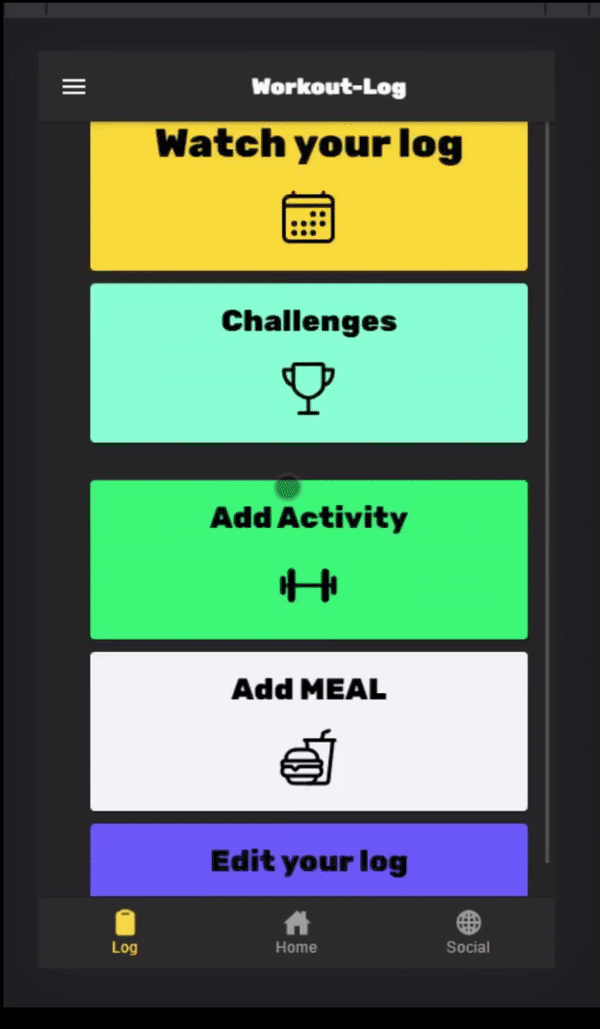 Workout-Log
Watch your log
Challenges
Add Activity
Add MEAL
Edit your log
Log
Home
Social